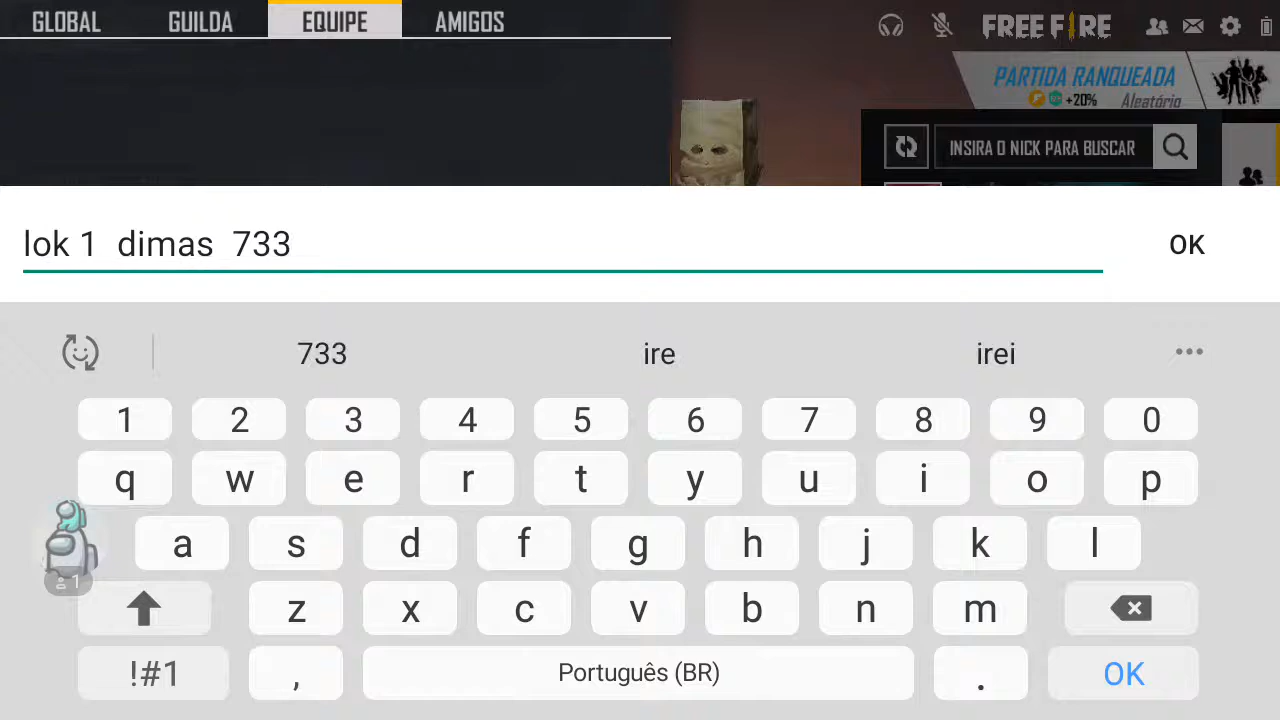 GLOBAL GUILDA EQUIPE AMIGOS
FREE FIRE
PARTIDA RANQUEADA
+20% Aleatório
INSIRA O NICK PARA BUSCAR
lok 1  dimas  733
OK
733 ire irei
1 2 3 4 5 6 7 8 9 0
q w e r t y u i o p
a s d f g h j k l
1
z x c v b n m
!#1 , Português (BR) . OK